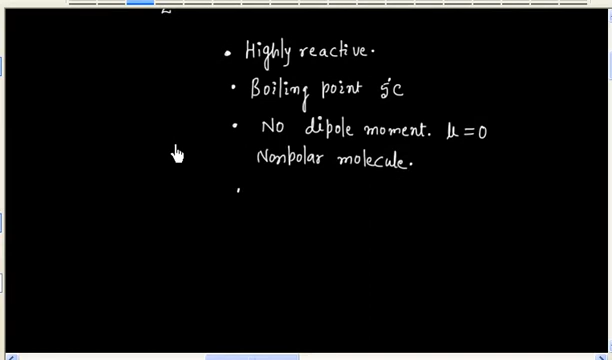 • Highly reactive.
• Boiling point 5°C
• No dipole moment. μ = 0
Nonpolar molecule.
•